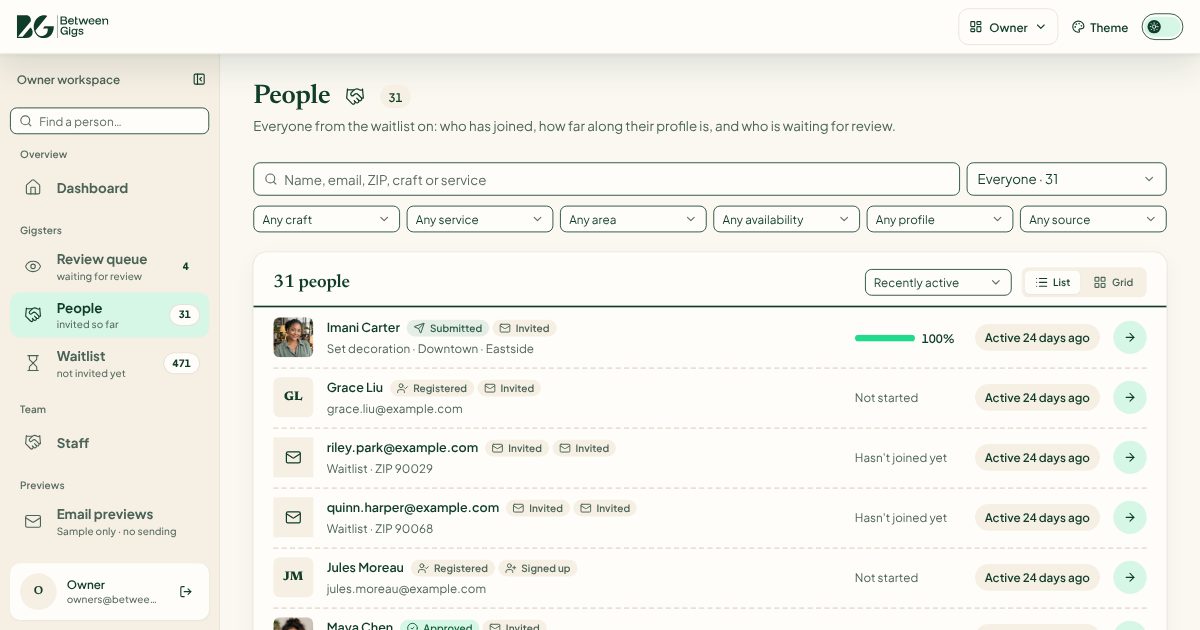 BG Between Gigs
Owner
Theme
Owner workspace
Find a person...
Overview
Dashboard
Gigsters
Review queue
waiting for review
4
People
invited so far
31
Waitlist
not invited yet
471
Team
Staff
Previews
Email previews
Sample only · no sending
O
Owner
owners@betwee...
People 31
Everyone from the waitlist on: who has joined, how far along their profile is, and who is waiting for review.
Name, email, ZIP, craft or service
Everyone · 31
Any craft
Any service
Any area
Any availability
Any profile
Any source
31 people
Recently active
List
Grid
Imani Carter Submitted Invited
Set decoration · Downtown · Eastside
100%
Active 24 days ago
GL
Grace Liu Registered Invited
grace.liu@example.com
Not started
Active 24 days ago
riley.park@example.com Invited Invited
Waitlist · ZIP 90029
Hasn't joined yet
Active 24 days ago
quinn.harper@example.com Invited Invited
Waitlist · ZIP 90068
Hasn't joined yet
Active 24 days ago
JM
Jules Moreau Registered Signed up
jules.moreau@example.com
Not started
Active 24 days ago
Maya Chen Approved Invited